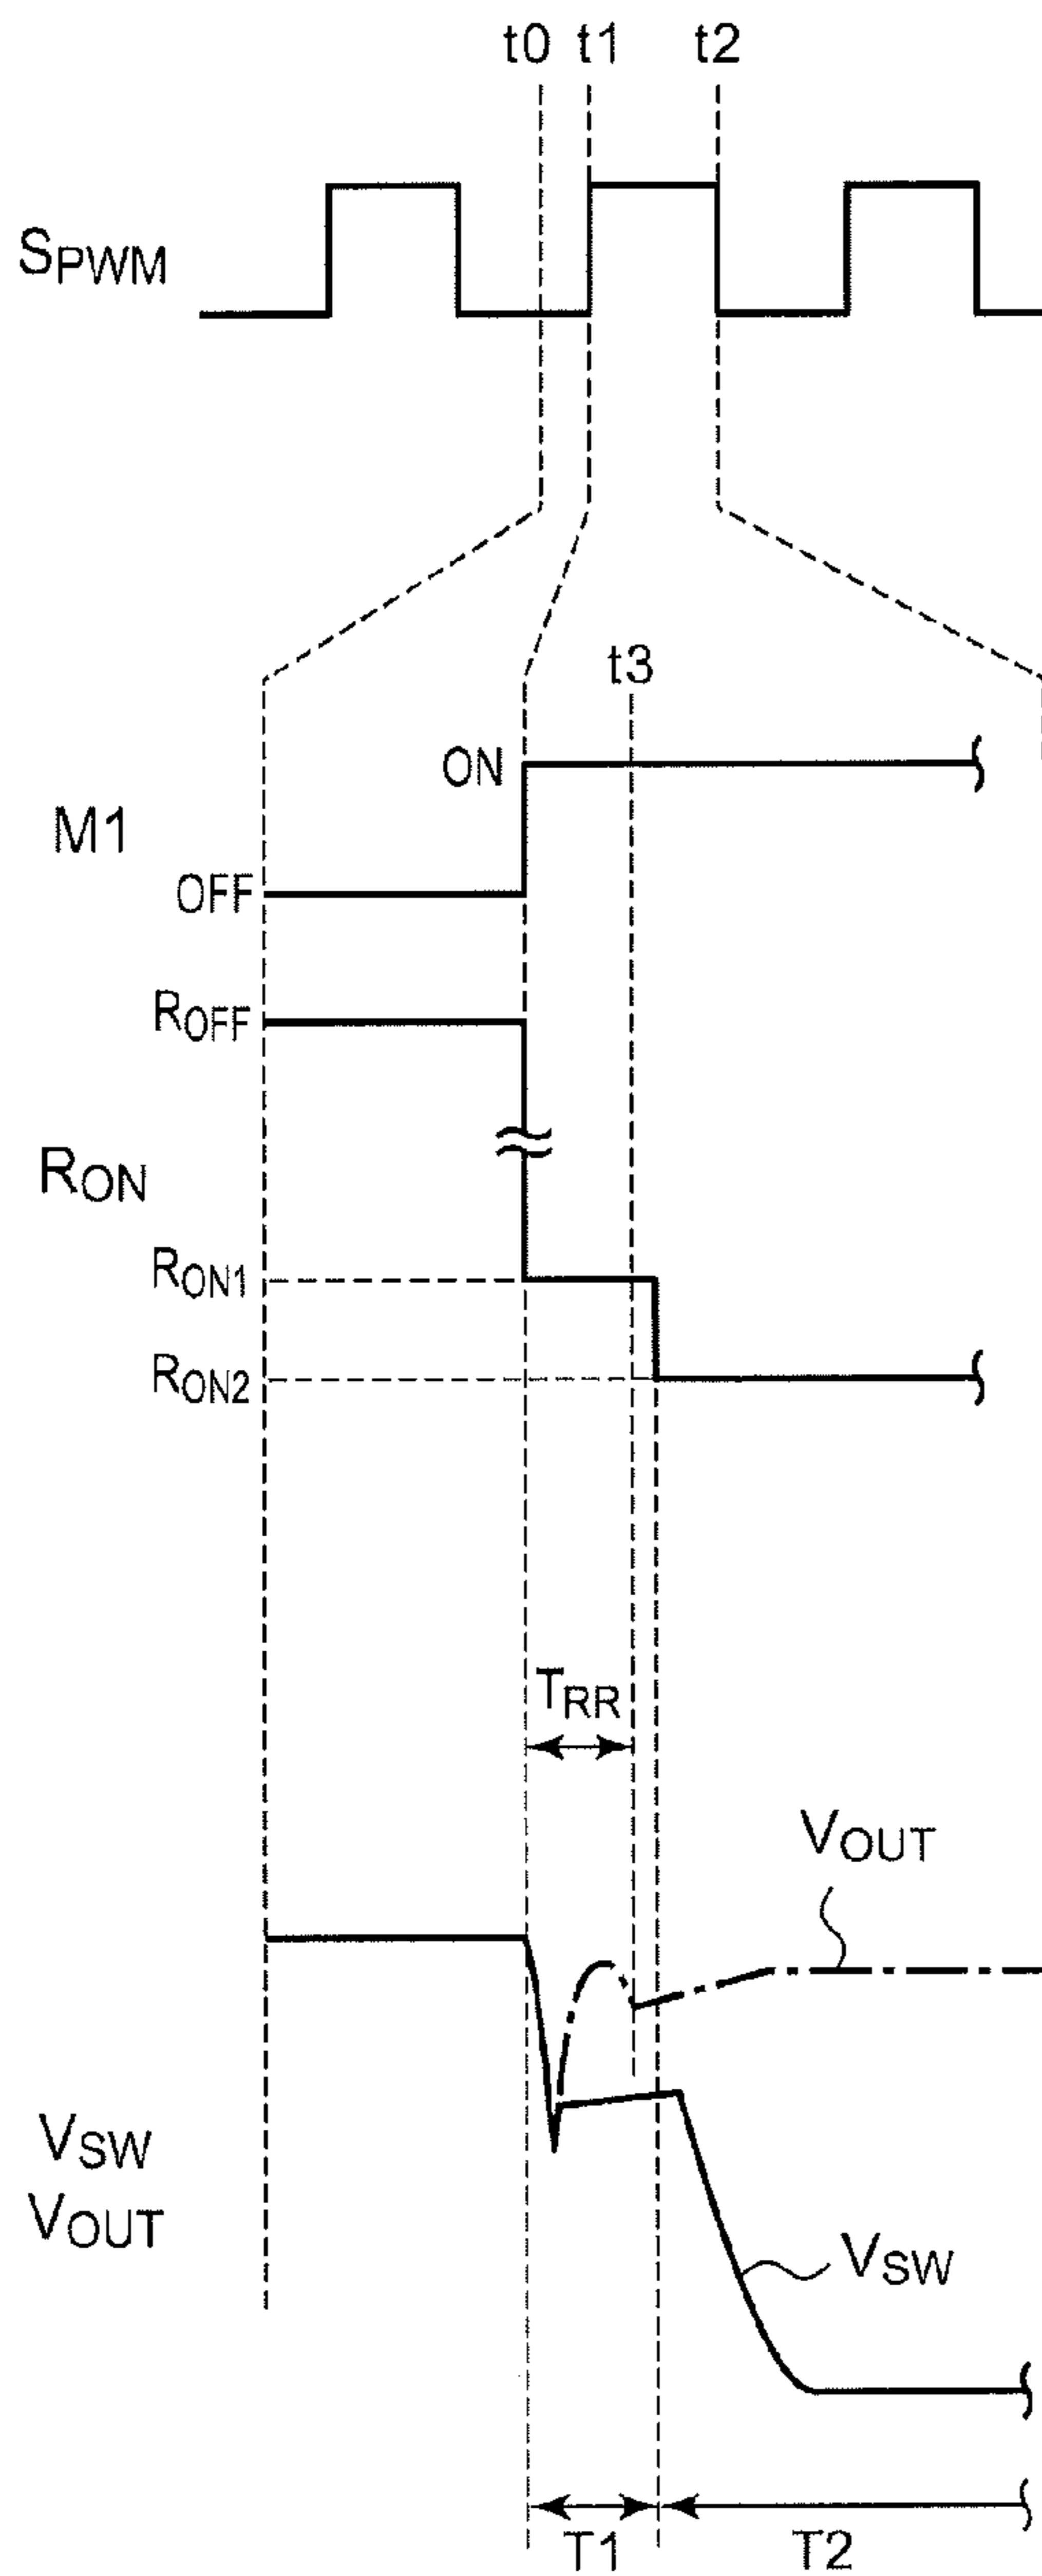 t0 t1 t2
SPWM
t3
ON
M1
OFF
ROFF
RON
RON1
RON2
TRR
VOUT
VSW
VOUT
VSW
T1 T2